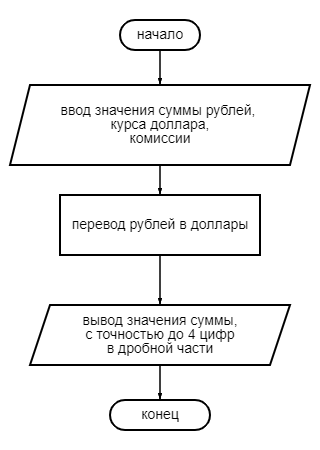 начало
ввод значения суммы рублей,
курса доллара,
комиссии
перевод рублей в доллары
вывод значения суммы,
с точностью до 4 цифр
в дробной части
конец